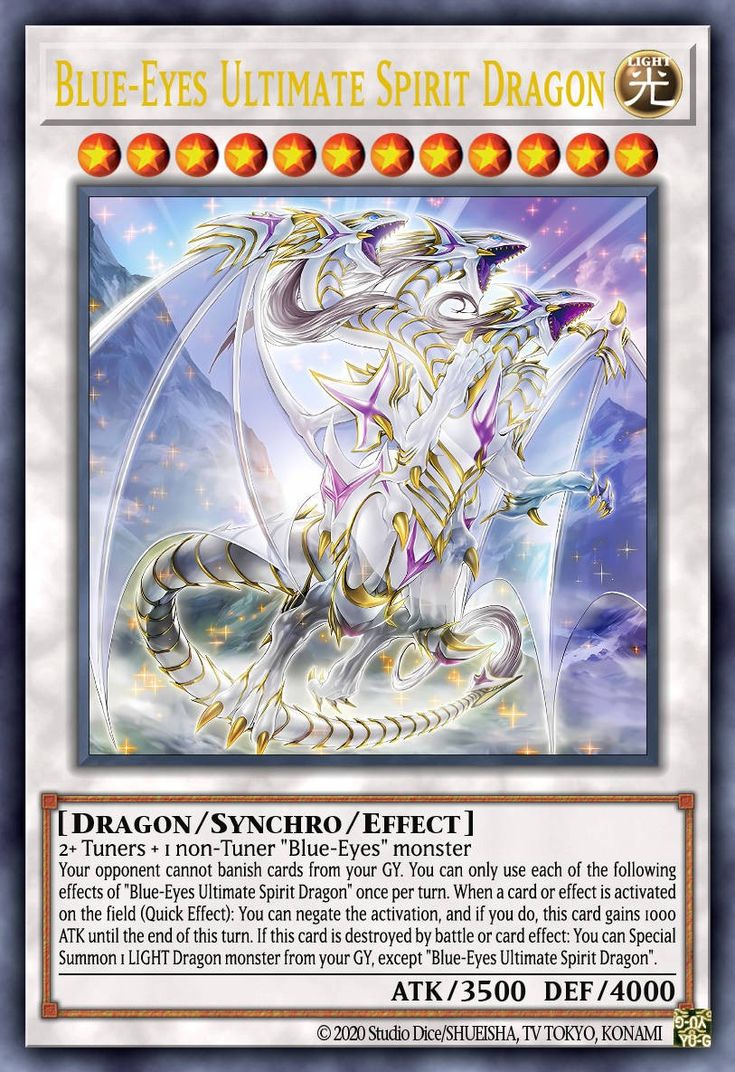 BLUE-EYES ULTIMATE SPIRIT DRAGON
LIGHT
光
[DRAGON/SYNCHRO/EFFECT]
2+ Tuners + 1 non-Tuner "Blue-Eyes" monster
Your opponent cannot banish cards from your GY. You can only use each of the following
effects of "Blue-Eyes Ultimate Spirit Dragon" once per turn. When a card or effect is activated
on the field (Quick Effect): You can negate the activation, and if you do, this card gains 1000
ATK until the end of this turn. If this card is destroyed by battle or card effect: You can Special
Summon 1 LIGHT Dragon monster from your GY, except "Blue-Eyes Ultimate Spirit Dragon".
ATK/3500 DEF/4000
©2020 Studio Dice/SHUEISHA, TV TOKYO, KONAMI